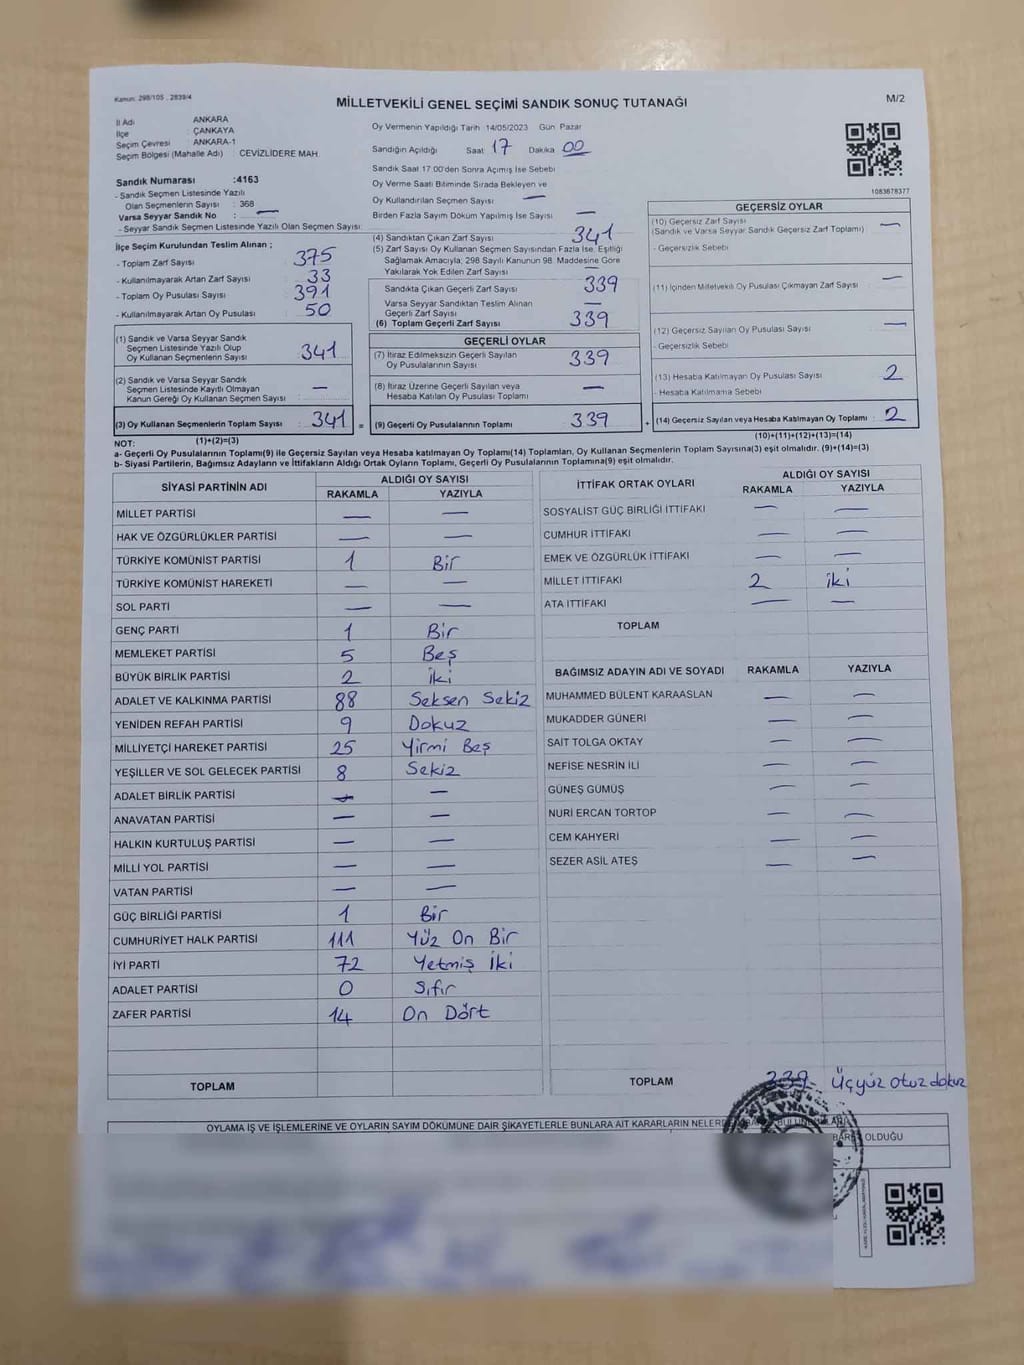 Kanun: 298/105 , 2839/4
MİLLETVEKİLİ GENEL SEÇİMİ SANDIK SONUÇ TUTANAĞI
M/2
İl Adı ANKARA
İlçe : ÇANKAYA
Seçim Çevresi : ANKARA-1
Seçim Bölgesi (Mahalle Adı) : CEVİZLİDERE MAH.
Sandık Numarası :4163
- Sandık Seçmen Listesinde Yazılı
Olan Seçmenlerin Sayısı : 368
Varsa Seyyar Sandık No : —
- Seyyar Sandık Seçmen Listesinde Yazılı Olan Seçmen Sayısı:
İlçe Seçim Kurulundan Teslim Alınan ;
- Toplam Zarf Sayısı : 375
- Kullanılmayarak Artan Zarf Sayısı : 33
- Toplam Oy Pusulası Sayısı : 391
- Kullanılmayarak Artan Oy Pusulası : 50
Oy Vermenin Yapıldığı Tarih 14/05/2023 Gün Pazar
Sandığın Açıldığı Saat 17 Dakika 00
Sandık Saat 17:00'den Sonra Açımış İse Sebebi
Oy Verme Saati Bitiminde Sırada Bekleyen ve
Oy Kullandırılan Seçmen Sayısı —
Birden Fazla Sayım Döküm Yapılmış İse Sayısı —
(4) Sandıktan Çıkan Zarf Sayısı 341
(5) Zarf Sayısı Oy Kullanan Seçmen Sayısından Fazla İse, Eşitliği
Sağlamak Amacıyla; 298 Sayılı Kanunun 98. Maddesine Göre
Yakılarak Yok Edilen Zarf Sayısı —
Sandıkta Çıkan Geçerli Zarf Sayısı 339
Varsa Seyyar Sandıktan Teslim Alınan
Geçerli Zarf Sayısı —
(6) Toplam Geçerli Zarf Sayısı 339
1083678377
GEÇERSİZ OYLAR
(10) Geçersiz Zarf Sayısı
(Sandık ve Varsa Seyyar Sandık Geçersiz Zarf Toplamı) : —
- Geçersizlik Sebebi
(11) İçinden Milletvekili Oy Pusulası Çıkmayan Zarf Sayısı : —
(12) Geçersiz Sayılan Oy Pusulası Sayısı : —
- Geçersizlik Sebebi
(13) Hesaba Katılmayan Oy Pusulası Sayısı : 2
- Hesaba Katılmama Sebebi
(14) Geçersiz Sayılan veya Hesaba Katılmayan Oy Toplamı : 2
(10)+(11)+(12)+(13)=(14)
(1) Sandık ve Varsa Seyyar Sandık
Seçmen Listesinde Yazılı Olup
Oy Kullanan Seçmenlerin Sayısı : 341
(2) Sandık ve Varsa Seyyar Sandık
Seçmen Listesinde Kayıtlı Olmayan
Kanun Gereği Oy Kullanan Seçmen Sayısı : —
(3) Oy Kullanan Seçmenlerin Toplam Sayısı : 341 =
GEÇERLİ OYLAR
(7) İtiraz Edilmeksizin Geçerli Sayılan
Oy Pusulalarının Sayısı 339
(8) İtiraz Üzerine Geçerli Sayılan veya
Hesaba Katılan Oy Pusulası Toplamı —
(9) Geçerli Oy Pusulalarının Toplamı 339 +
NOT: (1)+(2)=(3)
a- Geçerli Oy Pusulalarının Toplamı(9) ile Geçersiz Sayılan veya Hesaba katılmayan Oy Toplamı(14) Toplamları, Oy Kullanan Seçmenlerin Toplam Sayısına(3) eşit olmalıdır. (9)+(14)=(3)
b- Siyasi Partilerin, Bağımsız Adayların ve İttifakların Aldığı Ortak Oyların Toplamı, Geçerli Oy Pusulalarının Toplamına(9) eşit olmalıdır.
SİYASİ PARTİNİN ADI ALDIĞI OY SAYISI
RAKAMLA YAZIYLA
MİLLET PARTİSİ — —
HAK VE ÖZGÜRLÜKLER PARTİSİ — —
TÜRKİYE KOMÜNİST PARTİSİ 1 Bir
TÜRKİYE KOMÜNİST HAREKETİ — —
SOL PARTİ — —
GENÇ PARTİ 1 Bir
MEMLEKET PARTİSİ 5 Beş
BÜYÜK BİRLİK PARTİSİ 2 iki
ADALET VE KALKINMA PARTİSİ 88 Seksen Sekiz
YENİDEN REFAH PARTİSİ 9 Dokuz
MİLLİYETÇİ HAREKET PARTİSİ 25 Yirmi Beş
YEŞİLLER VE SOL GELECEK PARTİSİ 8 Sekiz
ADALET BİRLİK PARTİSİ — —
ANAVATAN PARTİSİ — —
HALKIN KURTULUŞ PARTİSİ — —
MİLLİ YOL PARTİSİ — —
VATAN PARTİSİ — —
GÜÇ BİRLİĞİ PARTİSİ 1 Bir
CUMHURİYET HALK PARTİSİ 111 Yüz On Bir
İYİ PARTİ 72 Yetmiş İki
ADALET PARTİSİ 0 Sıfır
ZAFER PARTİSİ 14 On Dört
TOPLAM
İTTİFAK ORTAK OYLARI ALDIĞI OY SAYISI
RAKAMLA YAZIYLA
SOSYALİST GÜÇ BİRLİĞİ İTTİFAKI — —
CUMHUR İTTİFAKI — —
EMEK VE ÖZGÜRLÜK İTTİFAKI — —
MİLLET İTTİFAKI 2 iki
ATA İTTİFAKI — —
TOPLAM
BAĞIMSIZ ADAYIN ADI VE SOYADI RAKAMLA YAZIYLA
MUHAMMED BÜLENT KARAASLAN — —
MUKADDER GÜNERİ — —
SAİT TOLGA OKTAY — —
NEFİSE NESRİN İLİ — —
GÜNEŞ GÜMÜŞ — —
NURİ ERCAN TORTOP — —
CEM KAHYERİ — —
SEZER ASİL ATEŞ — —
TOPLAM 339 Üçyüz otuz dokuz
OYLAMA İŞ VE İŞLEMLERİNE VE OYLARIN SAYIM DÖKÜMÜNE DAİR ŞİKAYETLERLE BUNLARA AİT KARARLARIN
OLDUĞU